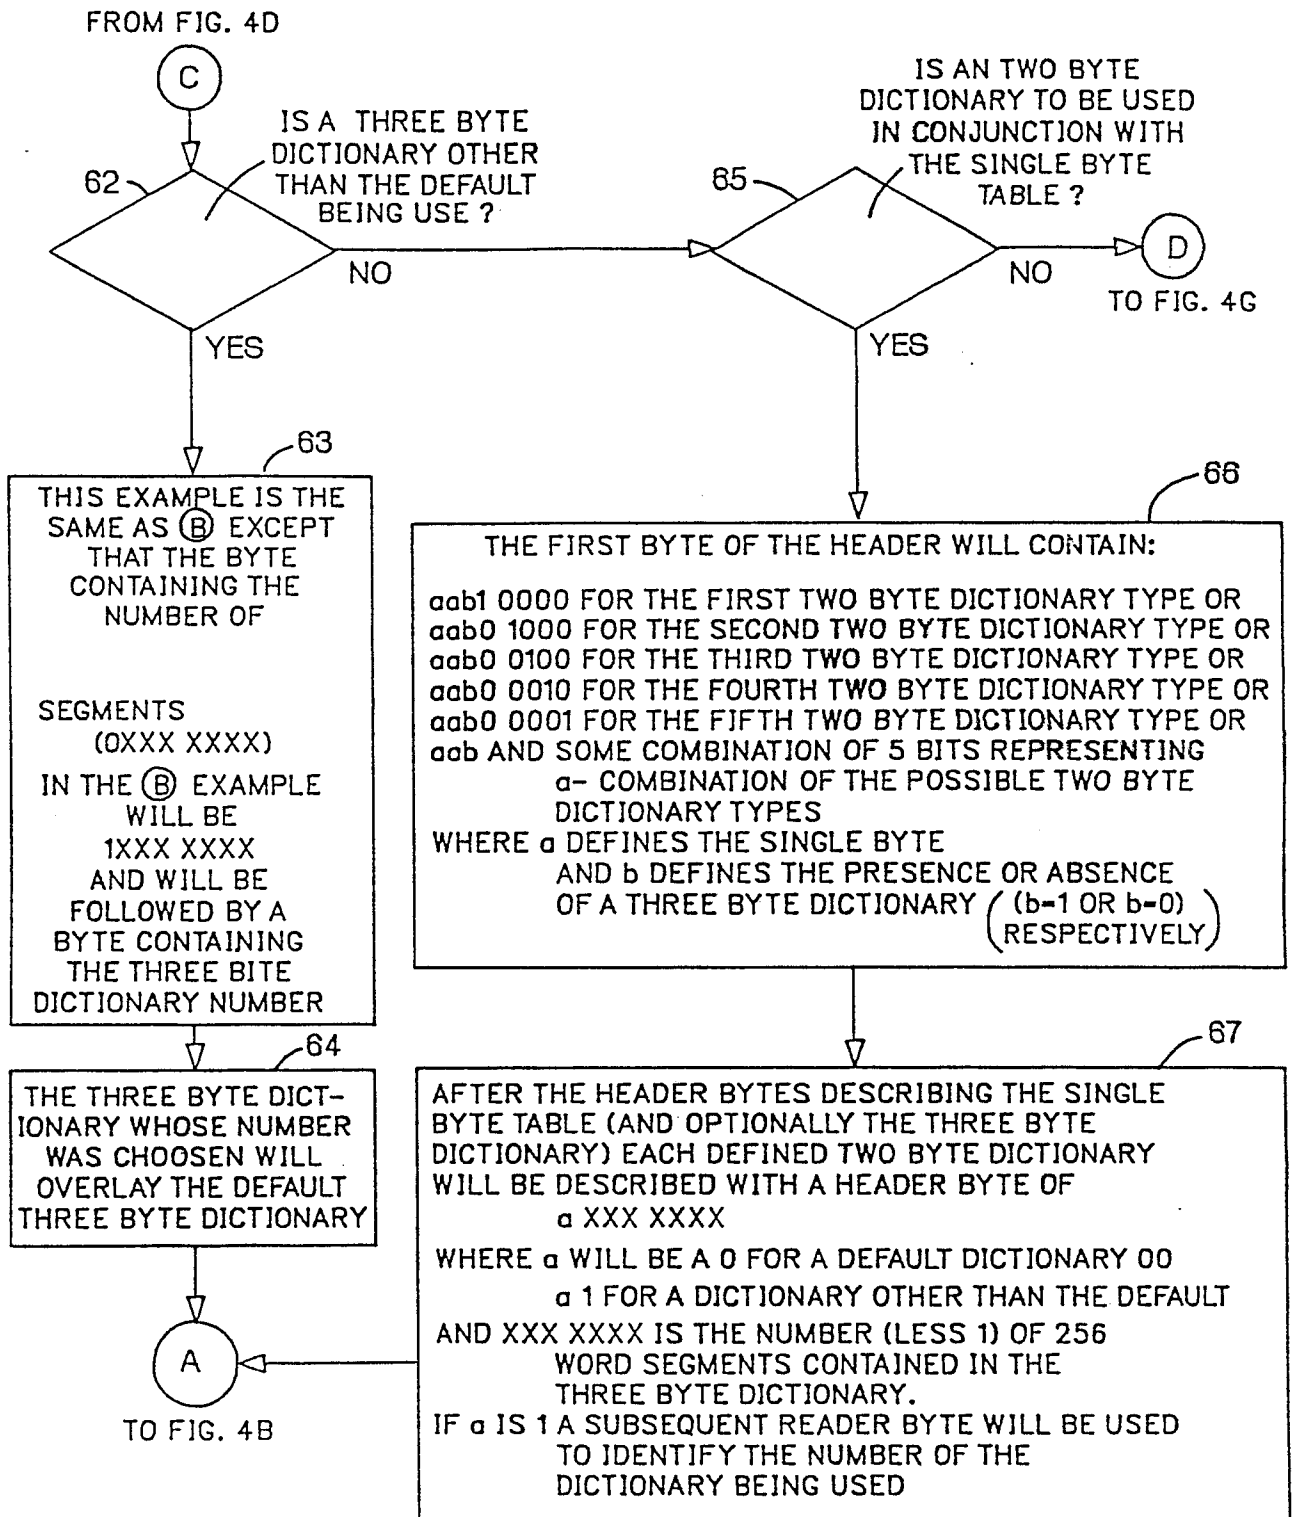 FROM FIG. 4D
C
IS A THREE BYTE
DICTIONARY OTHER
THAN THE DEFAULT
BEING USE ?
62
NO
YES
IS AN TWO BYTE
DICTIONARY TO BE USED
IN CONJUNCTION WITH
THE SINGLE BYTE
TABLE ?
65
NO
D
TO FIG. 4G
YES
63
THIS EXAMPLE IS THE
SAME AS B EXCEPT
THAT THE BYTE
CONTAINING THE
NUMBER OF
SEGMENTS
(0XXX XXXX)
IN THE B EXAMPLE
WILL BE
1XXX XXXX
AND WILL BE
FOLLOWED BY A
BYTE CONTAINING
THE THREE BITE
DICTIONARY NUMBER
64
THE THREE BYTE DICT-
IONARY WHOSE NUMBER
WAS CHOOSEN WILL
OVERLAY THE DEFAULT
THREE BYTE DICTIONARY
A
TO FIG. 4B
66
THE FIRST BYTE OF THE HEADER WILL CONTAIN:
aab1 0000 FOR THE FIRST TWO BYTE DICTIONARY TYPE OR
aab0 1000 FOR THE SECOND TWO BYTE DICTIONARY TYPE OR
aab0 0100 FOR THE THIRD TWO BYTE DICTIONARY TYPE OR
aab0 0010 FOR THE FOURTH TWO BYTE DICTIONARY TYPE OR
aab0 0001 FOR THE FIFTH TWO BYTE DICTIONARY TYPE OR
aab AND SOME COMBINATION OF 5 BITS REPRESENTING
a- COMBINATION OF THE POSSIBLE TWO BYTE
DICTIONARY TYPES
WHERE a DEFINES THE SINGLE BYTE
AND b DEFINES THE PRESENCE OR ABSENCE
OF A THREE BYTE DICTIONARY ( (b-1 OR b-0)
RESPECTIVELY )
67
AFTER THE HEADER BYTES DESCRIBING THE SINGLE
BYTE TABLE (AND OPTIONALLY THE THREE BYTE
DICTIONARY) EACH DEFINED TWO BYTE DICTIONARY
WILL BE DESCRIBED WITH A HEADER BYTE OF
a XXX XXXX
WHERE a WILL BE A 0 FOR A DEFAULT DICTIONARY 00
a 1 FOR A DICTIONARY OTHER THAN THE DEFAULT
AND XXX XXXX IS THE NUMBER (LESS 1) OF 256
WORD SEGMENTS CONTAINED IN THE
THREE BYTE DICTIONARY.
IF a IS 1 A SUBSEQUENT READER BYTE WILL BE USED
TO IDENTIFY THE NUMBER OF THE
DICTIONARY BEING USED